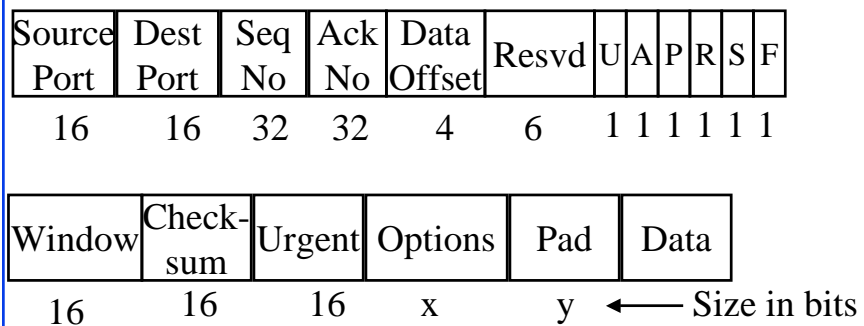 Source Dest Seq Ack Data
Port Port No No Offset Resvd U A P R S F
16 16 32 32 4 6 1 1 1 1 1 1
Window Check-
sum Urgent Options Pad Data
16 16 16 x y Size in bits